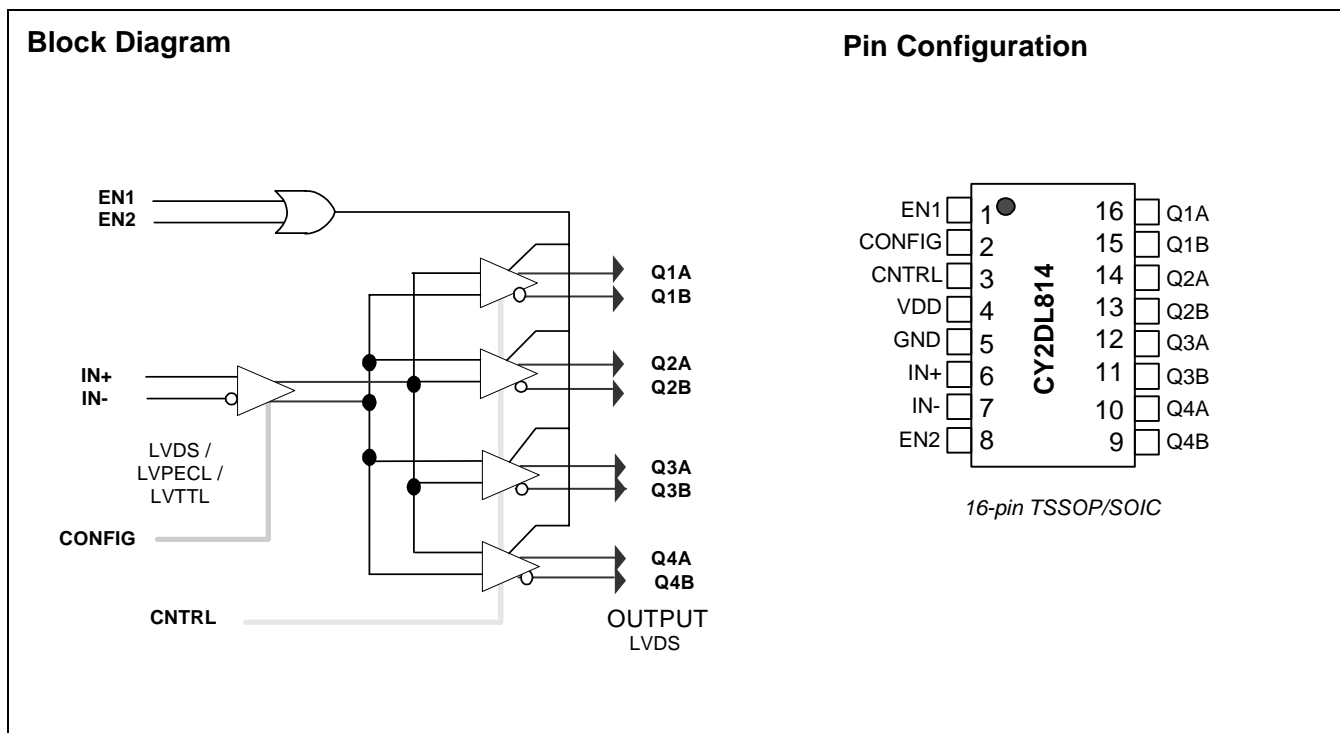 Block Diagram
EN1
EN2
Q1A
Q1B
Q2A
Q2B
IN+
IN-
LVDS /
LVPECL /
LVTTL
Q3A
Q3B
CONFIG
Q4A
Q4B
CNTRL
OUTPUT
LVDS
Pin Configuration
EN1 1 16 Q1A
CONFIG 2 15 Q1B
CNTRL 3 14 Q2A
VDD 4 13 Q2B
GND 5 12 Q3A
IN+ 6 11 Q3B
IN- 7 10 Q4A
EN2 8 9 Q4B
CY2DL814
16-pin TSSOP/SOIC